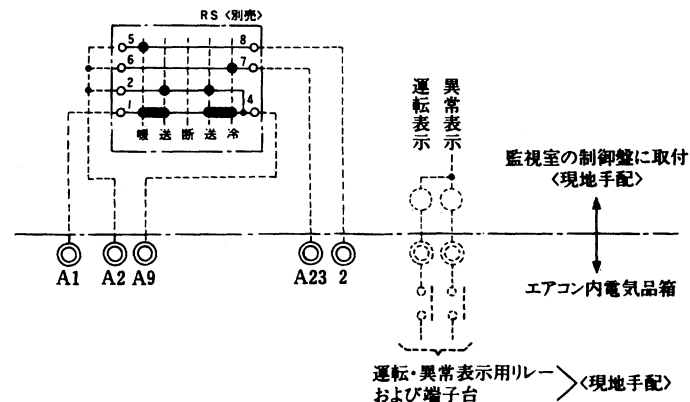 RS〈別売〉
5 8
6 7
2
1 4
暖 送 断 送 冷
運転表示
異常表示
監視室の制御盤に取付
〈現地手配〉
A1 A2 A9 A23 2
エアコン内電気品箱
運転・異常表示用リレー
および端子台
〈現地手配〉